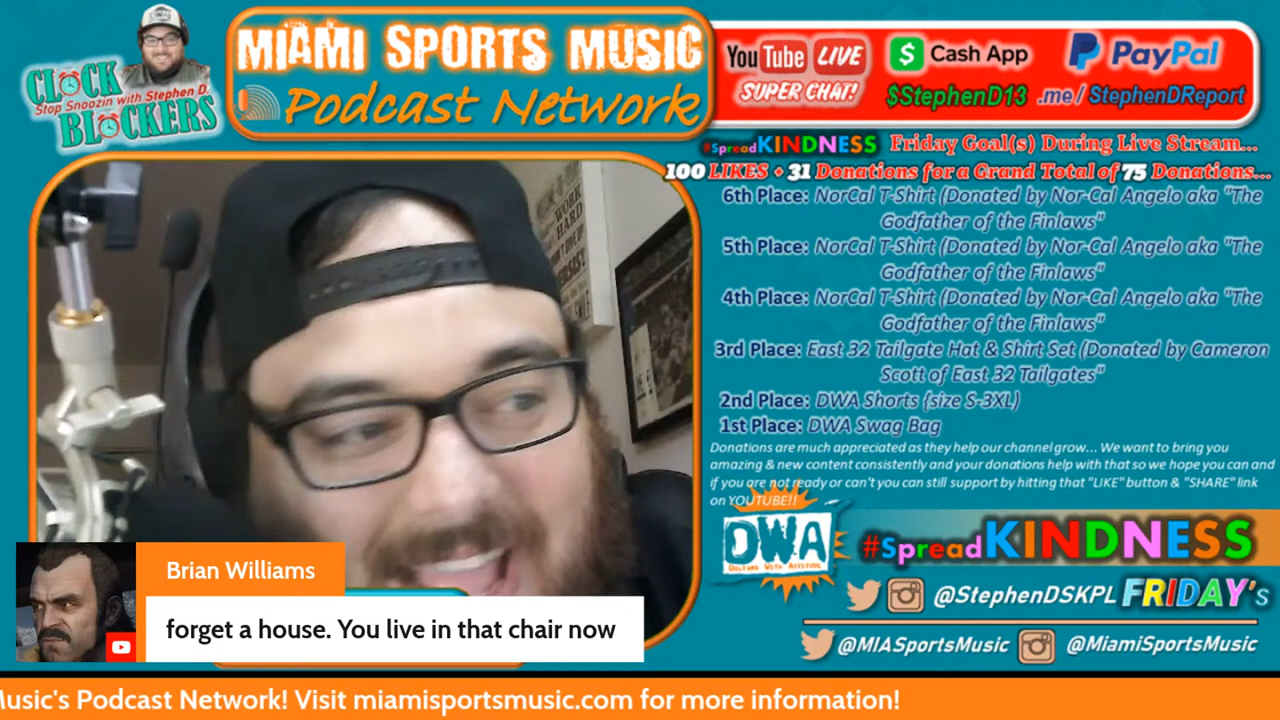 CLOCK
Stop Snoozin with Stephen D.
BLOCKERS
DWA
MIAMI SPORTS MUSIC
Podcast Network
YouTube LIVE
SUPER CHAT!
$ Cash App
$StephenD13
PayPal
.me/StephenDReport
#SpreadKINDNESS Friday Goal(s) During Live Stream...
100 LIKES + 31 Donations for a Grand Total of 75 Donations...
6th Place: NorCal T-Shirt (Donated by Nor-Cal Angelo aka "The
Godfather of the Finlaws"
5th Place: NorCal T-Shirt (Donated by Nor-Cal Angelo aka "The
Godfather of the Finlaws"
4th Place: NorCal T-Shirt (Donated by Nor-Cal Angelo aka "The
Godfather of the Finlaws"
3rd Place: East 32 Tailgate Hat & Shirt Set (Donated by Cameron
Scott of East 32 Tailgates"
2nd Place: DWA Shorts (size S-3XL)
1st Place: DWA Swag Bag
Donations are much appreciated as they help our channel grow... We want to bring you
amazing & new content consistently and your donations help with that so we hope you can and
if you are not ready or can't you can still support by hitting that "LIKE" button & "SHARE" link
on YOUTUBE!!
WORK
HARD
DWA
DOLFANS WITH ATTITUDE
#SpreadKINDNESS
@StephenDSKPL FRIDAY's
@MIASportsMusic
@MiamiSportsMusic
Brian Williams
forget a house. You live in that chair now
Music's Podcast Network! Visit miamisportsmusic.com for more information!